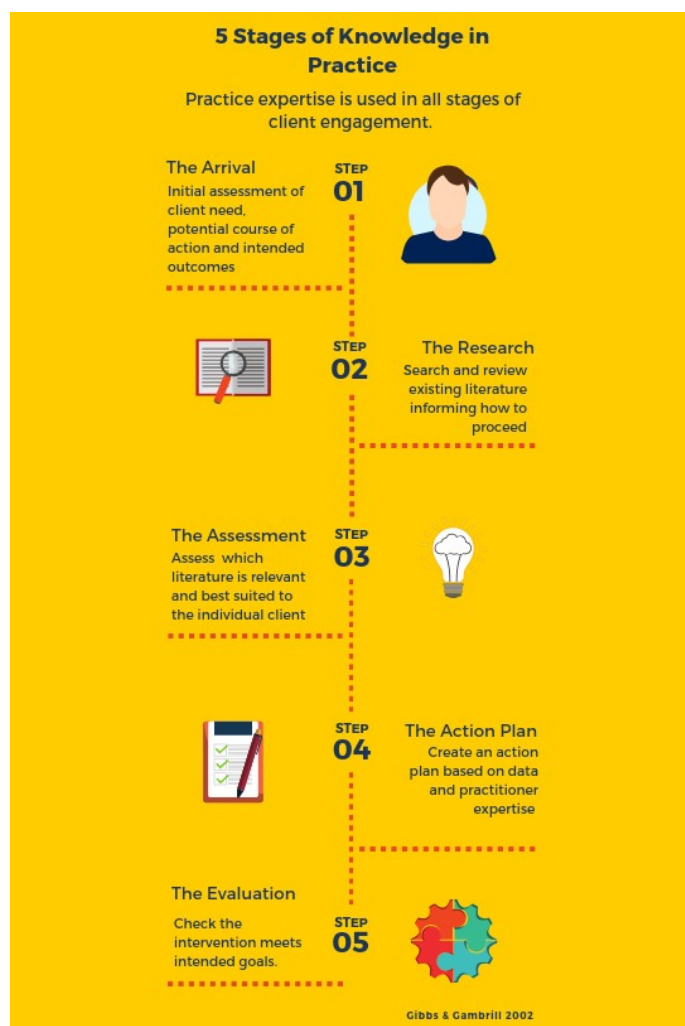 5 Stages of Knowledge in
Practice
Practice expertise is used in all stages of
client engagement.
The Arrival
Initial assessment of
client need,
potential course of
action and intended
outcomes
STEP
01
STEP
02
The Research
Search and review
existing literature
informing how to
proceed
The Assessment
Assess which
literature is relevant
and best suited to
the individual client
STEP
03
STEP
04
The Action Plan
Create an action
plan based on data
and practitioner
expertise
The Evaluation
Check the
intervention meets
intended goals.
STEP
05
Gibbs & Gambrill 2002